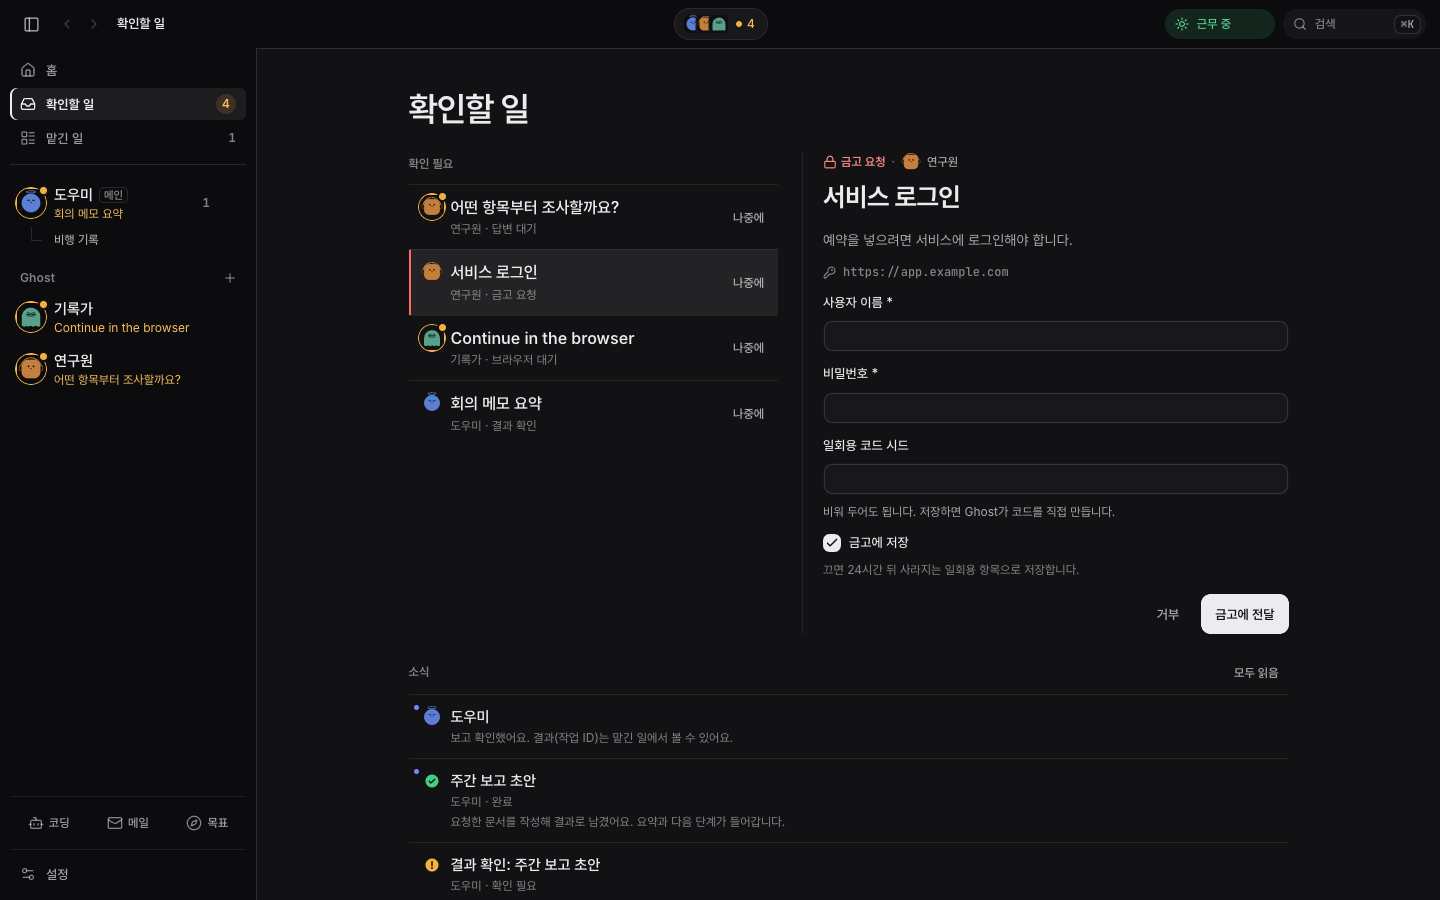 확인할 일
4
근무 중
검색
⌘K
홈
확인할 일
4
맡긴 일
1
도우미 메인
회의 메모 요약
1
비행 기록
Ghost
기록가
Continue in the browser
연구원
어떤 항목부터 조사할까요?
코딩
메일
목표
설정
확인할 일
확인 필요
어떤 항목부터 조사할까요?
연구원 · 답변 대기
나중에
서비스 로그인
연구원 · 금고 요청
나중에
Continue in the browser
기록가 · 브라우저 대기
나중에
회의 메모 요약
도우미 · 결과 확인
나중에
금고 요청 · 연구원
서비스 로그인
예약을 넣으려면 서비스에 로그인해야 합니다.
https://app.example.com
사용자 이름 *
비밀번호 *
일회용 코드 시드
비워 두어도 됩니다. 저장하면 Ghost가 코드를 직접 만듭니다.
금고에 저장
끄면 24시간 뒤 사라지는 일회용 항목으로 저장합니다.
거부
금고에 전달
소식
모두 읽음
도우미
보고 확인했어요. 결과(작업 ID)는 맡긴 일에서 볼 수 있어요.
주간 보고 초안
도우미 · 완료
요청한 문서를 작성해 결과로 남겼어요. 요약과 다음 단계가 들어갑니다.
결과 확인: 주간 보고 초안
도우미 · 확인 필요